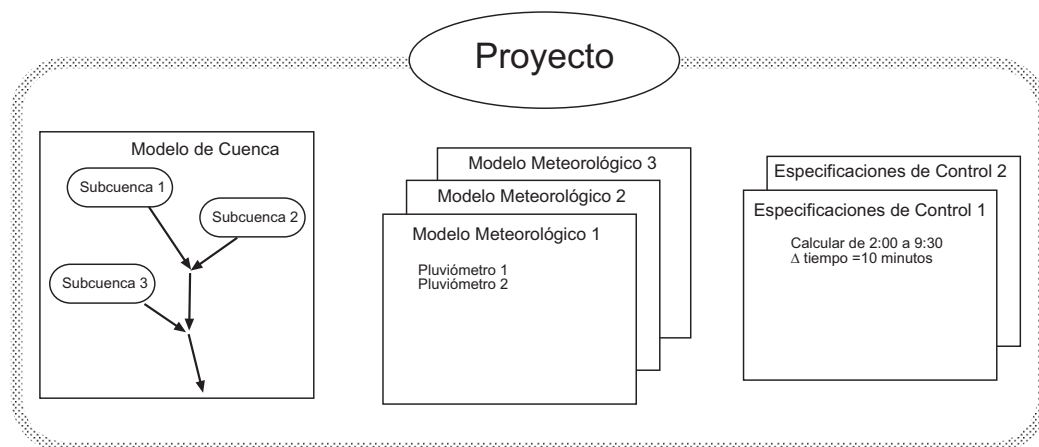 Proyecto
Modelo de Cuenca
Subcuenca 1
Subcuenca 2
Subcuenca 3
Modelo Meteorológico 3
Modelo Meteorológico 2
Modelo Meteorológico 1
Pluviómetro 1
Pluviómetro 2
Especificaciones de Control 2
Especificaciones de Control 1
Calcular de 2:00 a 9:30
Δ tiempo =10 minutos